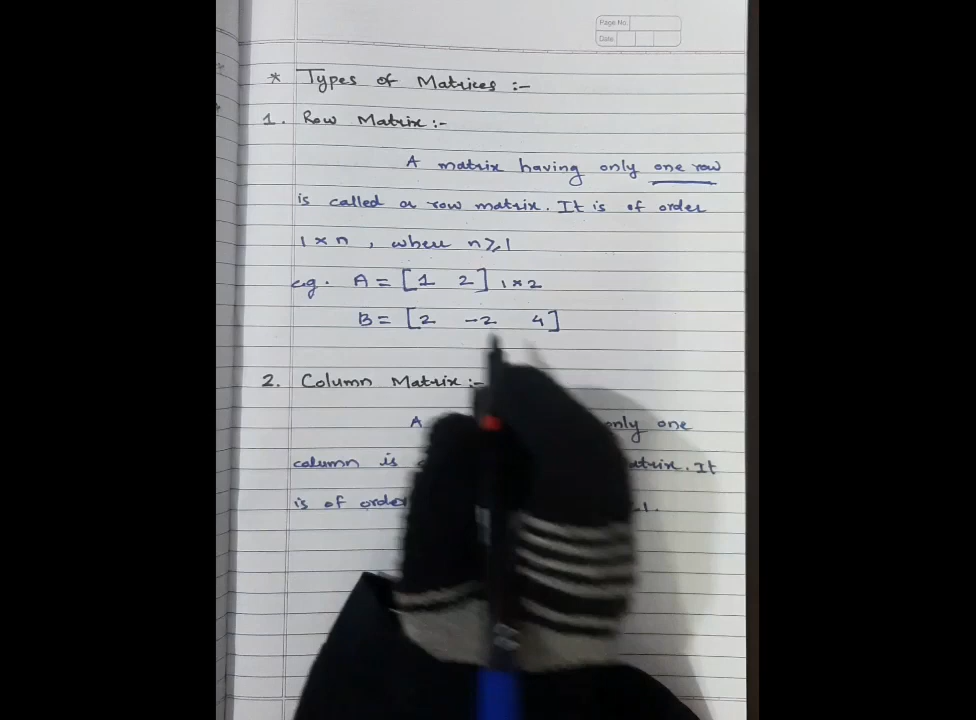 Page No.
Date
* Types of Matrices :-
1. Row Matrix :-
A matrix having only one row
is called a row matrix. It is of order
1 × n , where n ⩾ 1
e.g. A = [1 2] 1 × 2
B = [2 -2 4]
2. Column Matrix :-
A only one
column is It
is of order 1.